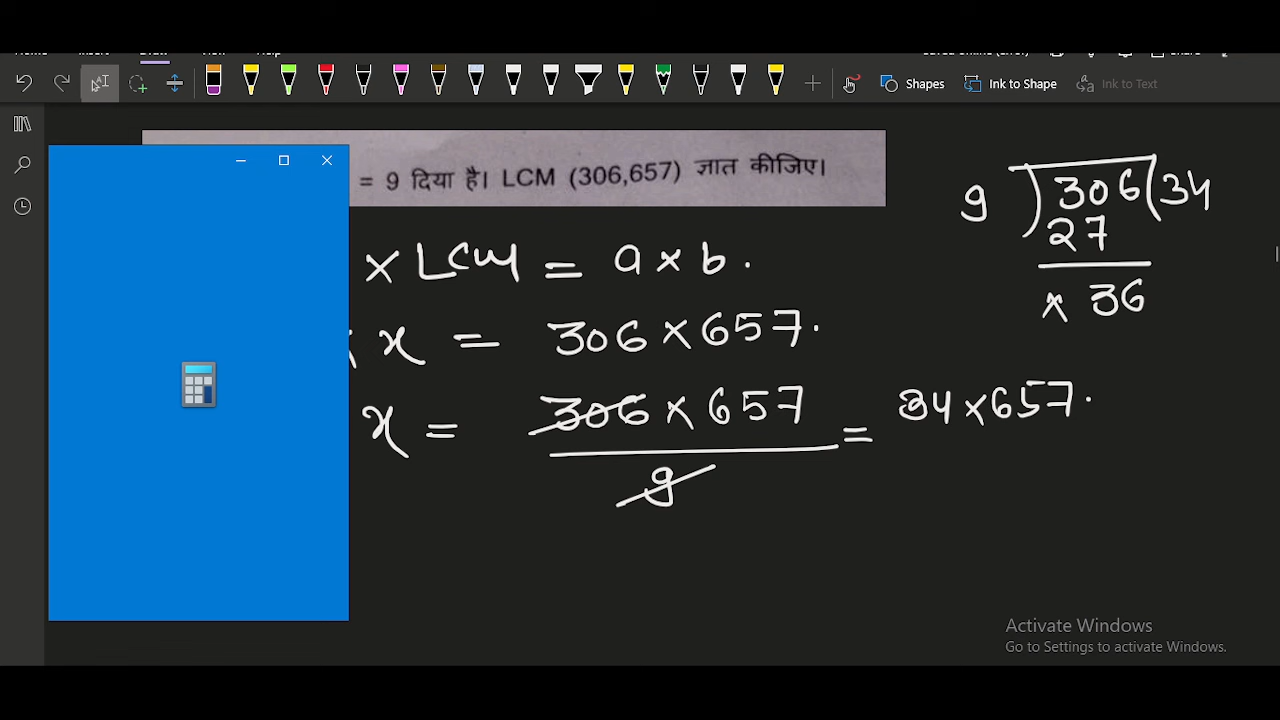 Shapes
Ink to Shape
Ink to Text
= 9 दिया है। LCM (306,657) ज्ञात कीजिए।
9 ) 306 ( 34
27
× 36
× LCM = a × b .
x = 306 × 657 .
x = 306 × 657 = 34 × 657 .
9
Activate Windows
Go to Settings to activate Windows.